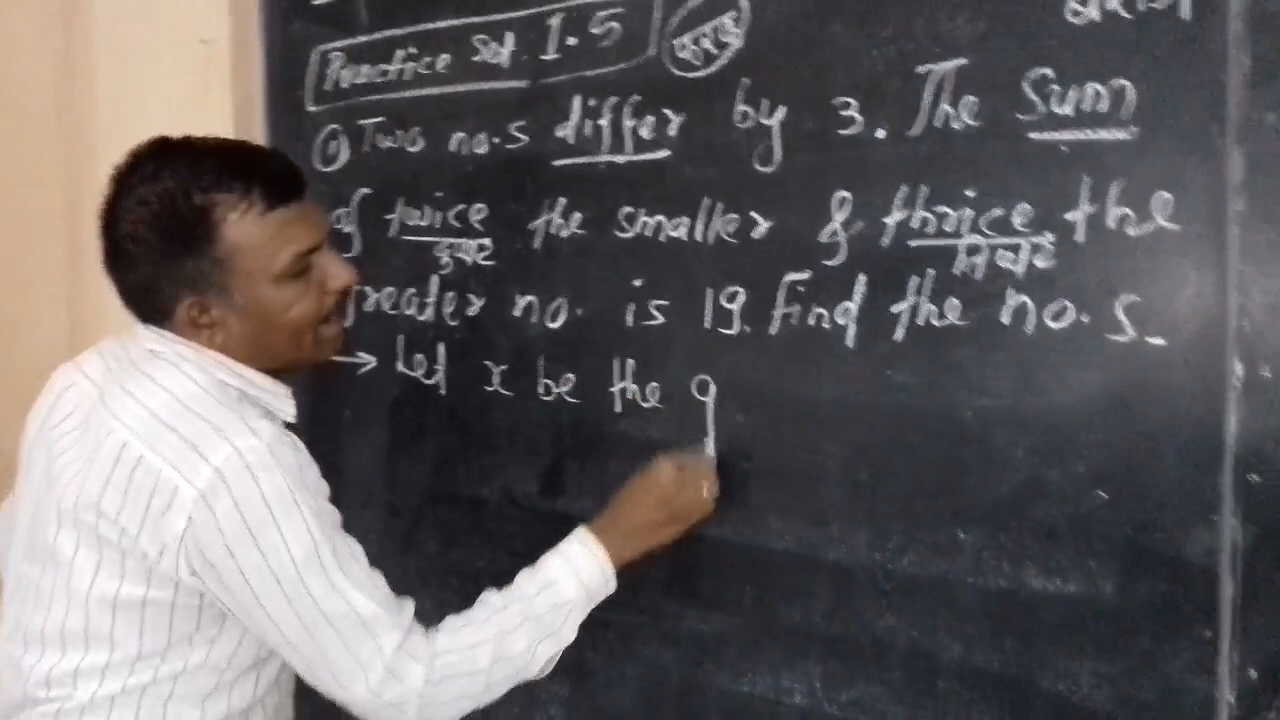 Practice Set 1.5
① Two no.s differ by 3. The Sum
of twice the smaller & thrice the
दुप्पट
greater no. is 19. Find the no.s.
→ Let x be the g